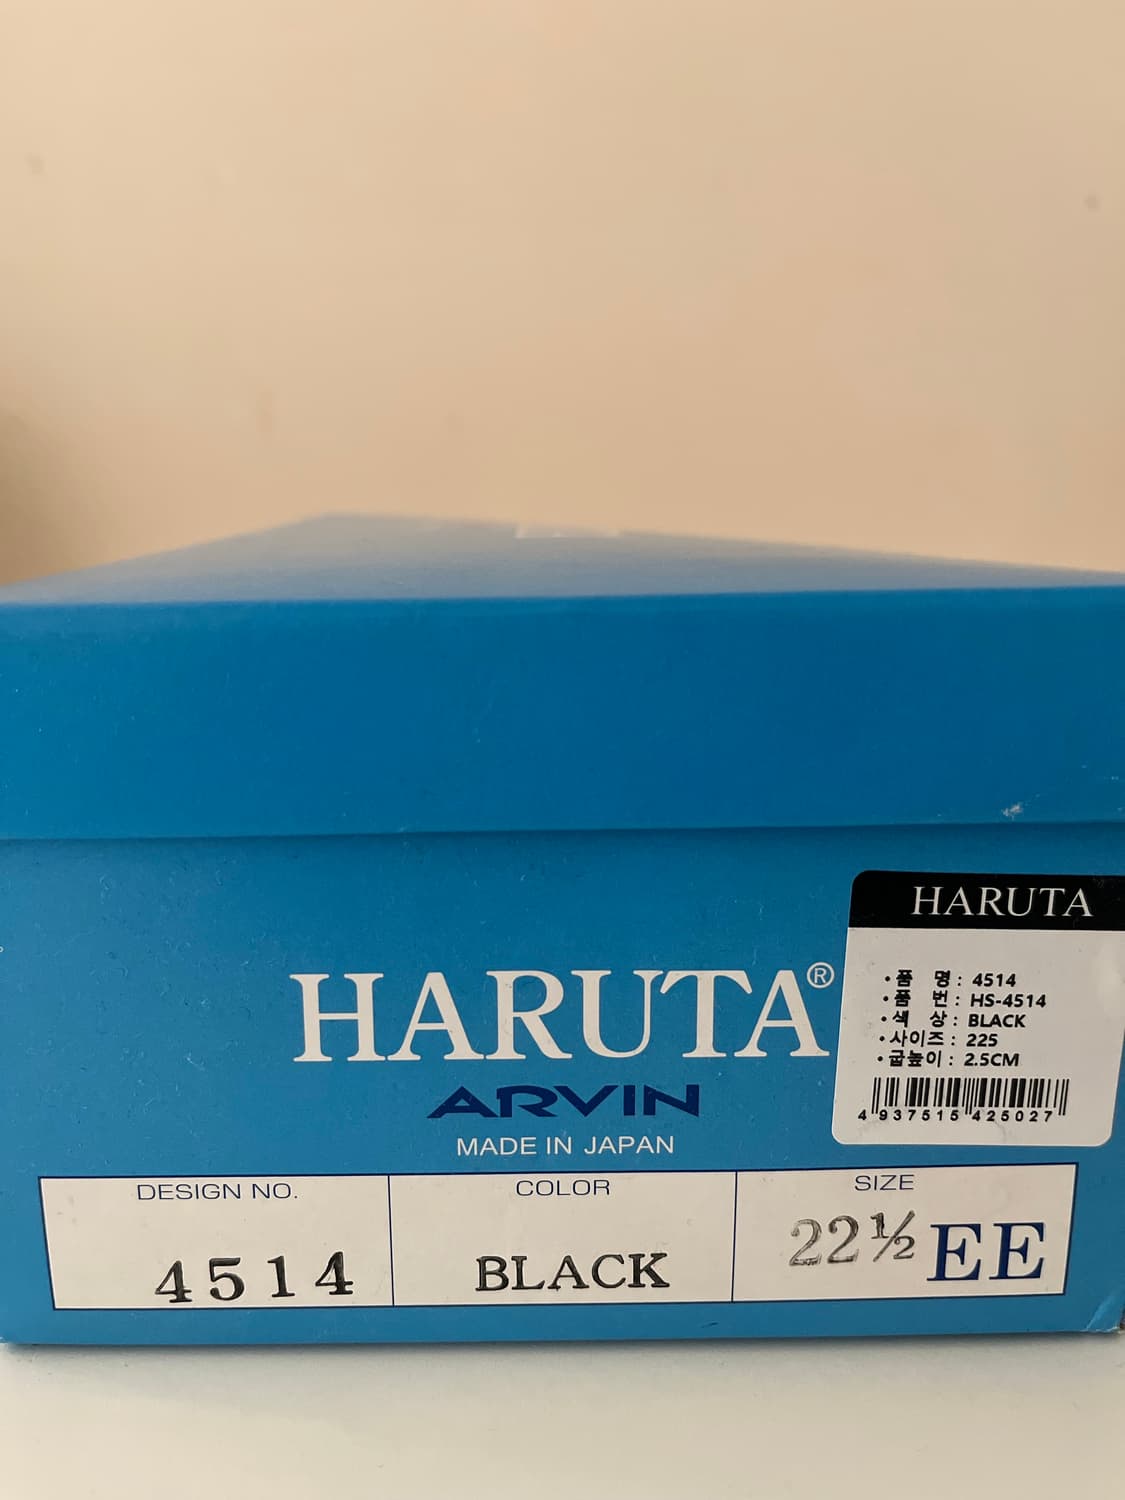 HARUTA®
ARVIN
MADE IN JAPAN
DESIGN NO. COLOR SIZE
4514 BLACK 22½ EE
HARUTA
・품 명 : 4514
・품 번 : HS-4514
・색 상 : BLACK
・사이즈 : 225
・굽높이 : 2.5CM
4 937515 425027